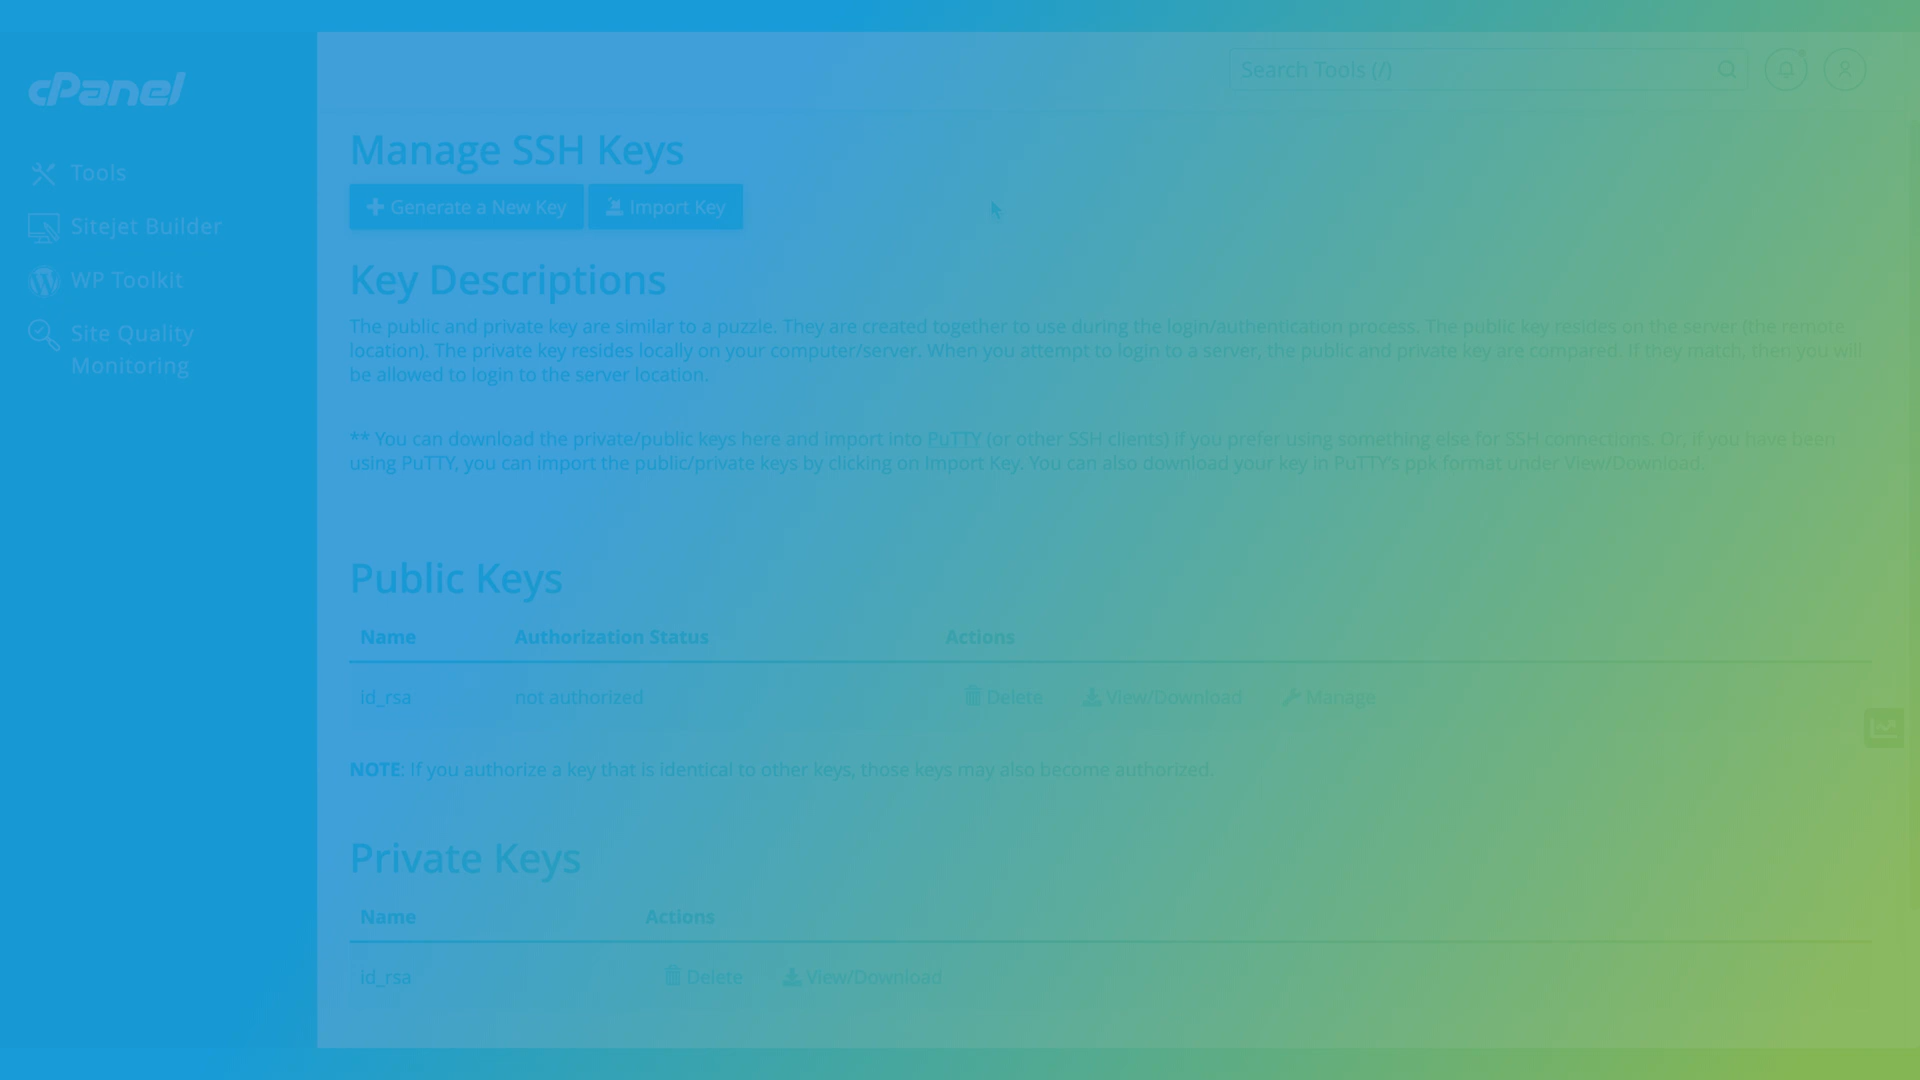 cPanel
Search Tools (/)
Tools
Sitejet Builder
WP Toolkit
Site Quality
Monitoring
Manage SSH Keys
Generate a New Key
Import Key
Key Descriptions
The public and private key are similar to a puzzle. They are created together to use during the login/authentication process. The public key resides on the server (the remote
location). The private key resides locally on your computer/server. When you attempt to login to a server, the public and private key are compared. If they match, then you will
be allowed to login to the server location.
** You can download the private/public keys here and import into PuTTY (or other SSH clients) if you prefer using something else for SSH connections. Or, if you have been
using PuTTY, you can import the public/private keys by clicking on Import Key. You can also download your key in PuTTY's ppk format under View/Download.
Public Keys
Name Authorization Status Actions
id_rsa not authorized Delete View/Download Manage
NOTE: If you authorize a key that is identical to other keys, those keys may also become authorized.
Private Keys
Name Actions
id_rsa Delete View/Download